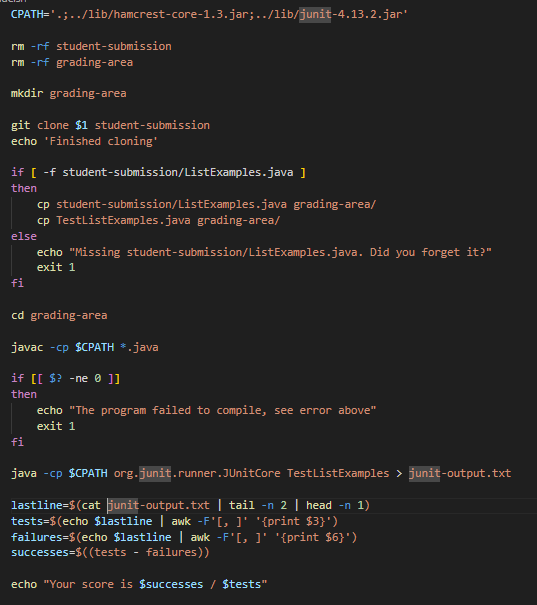 CPATH='.;../lib/hamcrest-core-1.3.jar;../lib/junit-4.13.2.jar'
rm -rf student-submission
rm -rf grading-area
mkdir grading-area
git clone $1 student-submission
echo 'Finished cloning'
if [ -f student-submission/ListExamples.java ]
then
cp student-submission/ListExamples.java grading-area/
cp TestListExamples.java grading-area/
else
echo "Missing student-submission/ListExamples.java. Did you forget it?"
exit 1
fi
cd grading-area
javac -cp $CPATH *.java
if [[ $? -ne 0 ]]
then
echo "The program failed to compile, see error above"
exit 1
fi
java -cp $CPATH org.junit.runner.JUnitCore TestListExamples > junit-output.txt
lastline=$(cat junit-output.txt | tail -n 2 | head -n 1)
tests=$(echo $lastline | awk -F'[, ]' '{print $3}')
failures=$(echo $lastline | awk -F'[, ]' '{print $6}')
successes=$((tests - failures))
echo "Your score is $successes / $tests"